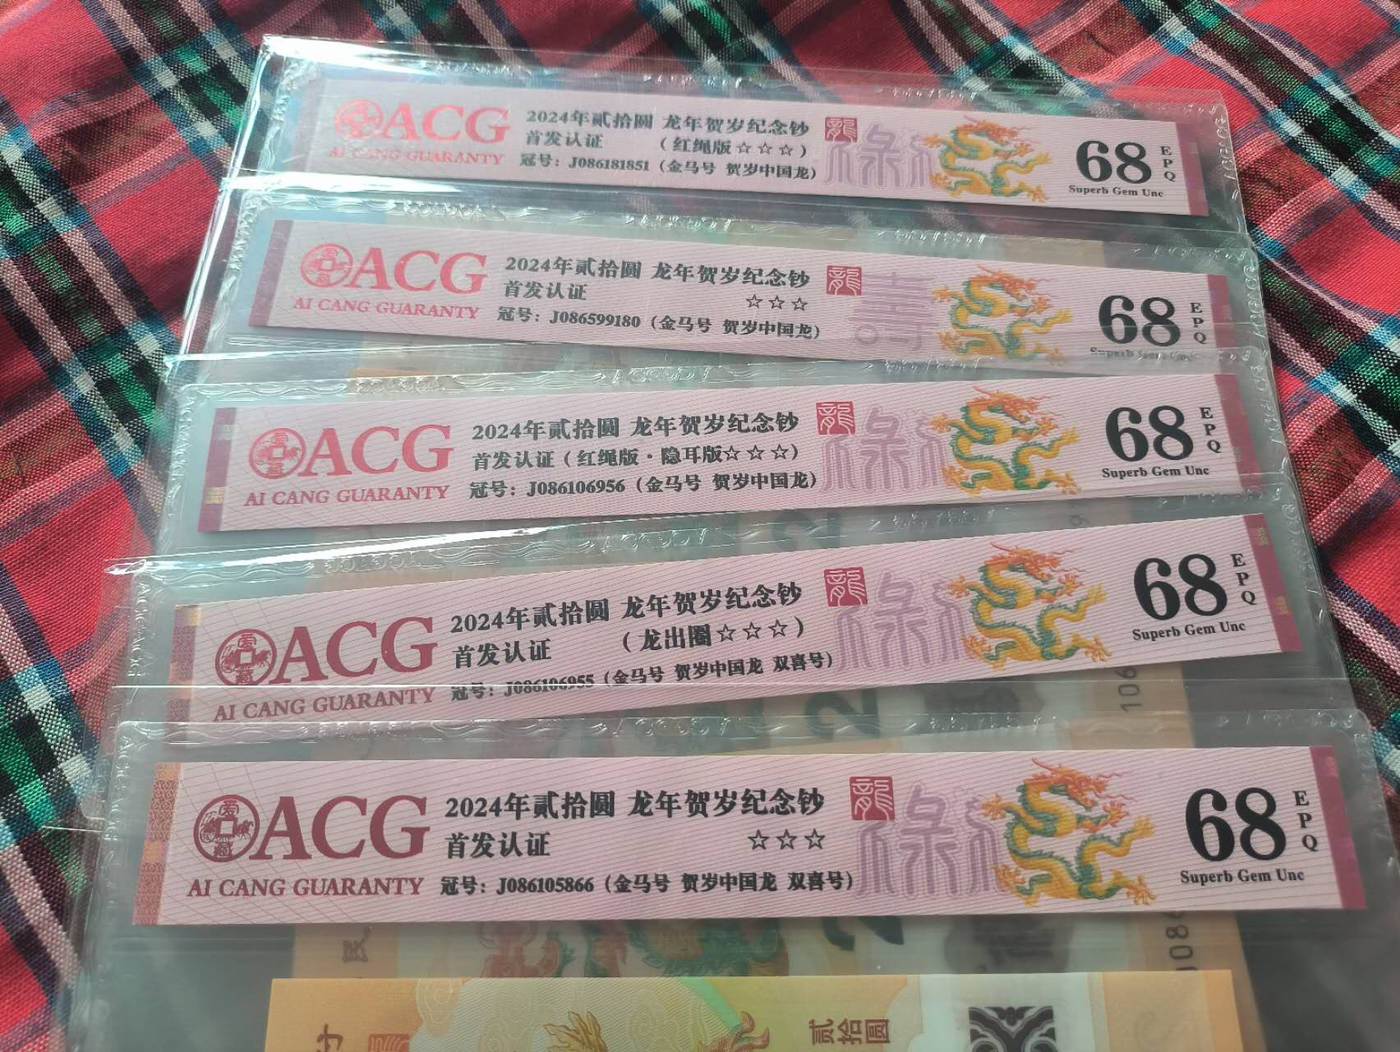 ACG
AI CANG GUARANTY
2024年贰拾圆 龙年贺岁纪念钞
首发认证 (红绳版☆☆☆)
冠号: J086181851 (金马号 贺岁中国龙)
龍
68
EPQ
Superb Gem Unc
ACG
AI CANG GUARANTY
2024年贰拾圆 龙年贺岁纪念钞
首发认证 ☆☆☆
冠号: J086599180 (金马号 贺岁中国龙)
龍
68
EPQ
Superb Gem Unc
ACG
AI CANG GUARANTY
2024年贰拾圆 龙年贺岁纪念钞
首发认证 (红绳版·隐耳版☆☆☆)
冠号: J086106956 (金马号 贺岁中国龙)
龍
68
EPQ
Superb Gem Unc
ACG
AI CANG GUARANTY
2024年贰拾圆 龙年贺岁纪念钞
首发认证 (龙出圈☆☆☆)
冠号: J086106955 (金马号 贺岁中国龙 双喜号)
龍
68
EPQ
Superb Gem Unc
ACG
AI CANG GUARANTY
2024年贰拾圆 龙年贺岁纪念钞
首发认证 ☆☆☆
冠号: J086105866 (金马号 贺岁中国龙 双喜号)
龍
68
EPQ
Superb Gem Unc
贰拾圆